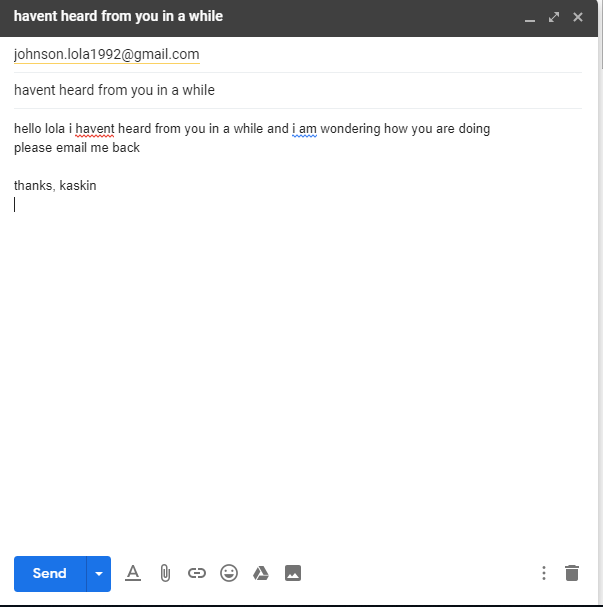 havent heard from you in a while
johnson.lola1992@gmail.com
havent heard from you in a while
hello lola i havent heard from you in a while and i am wondering how you are doing
please email me back
thanks, kaskin
Send